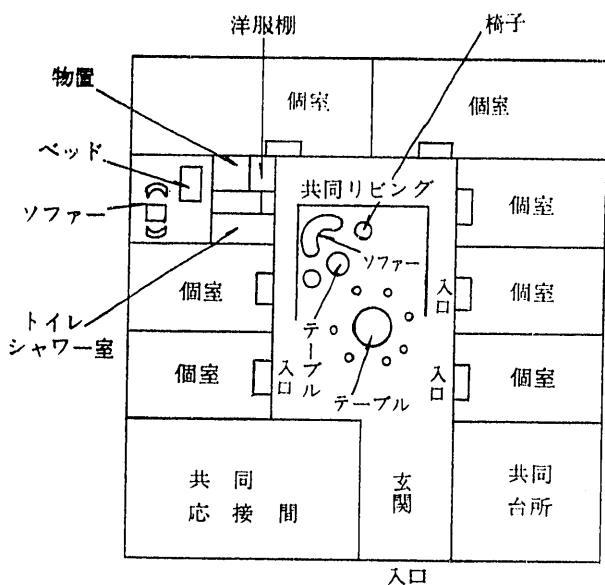 洋服棚
椅子
物置
個室
個室
ベッド
共同リビング
個室
ソファー
ソファー
入口
個室
個室
トイレ
シャワー室
テーブル
個室
入口
テーブル
入口
個室
共同
応接間
玄関
共同
台所
入口